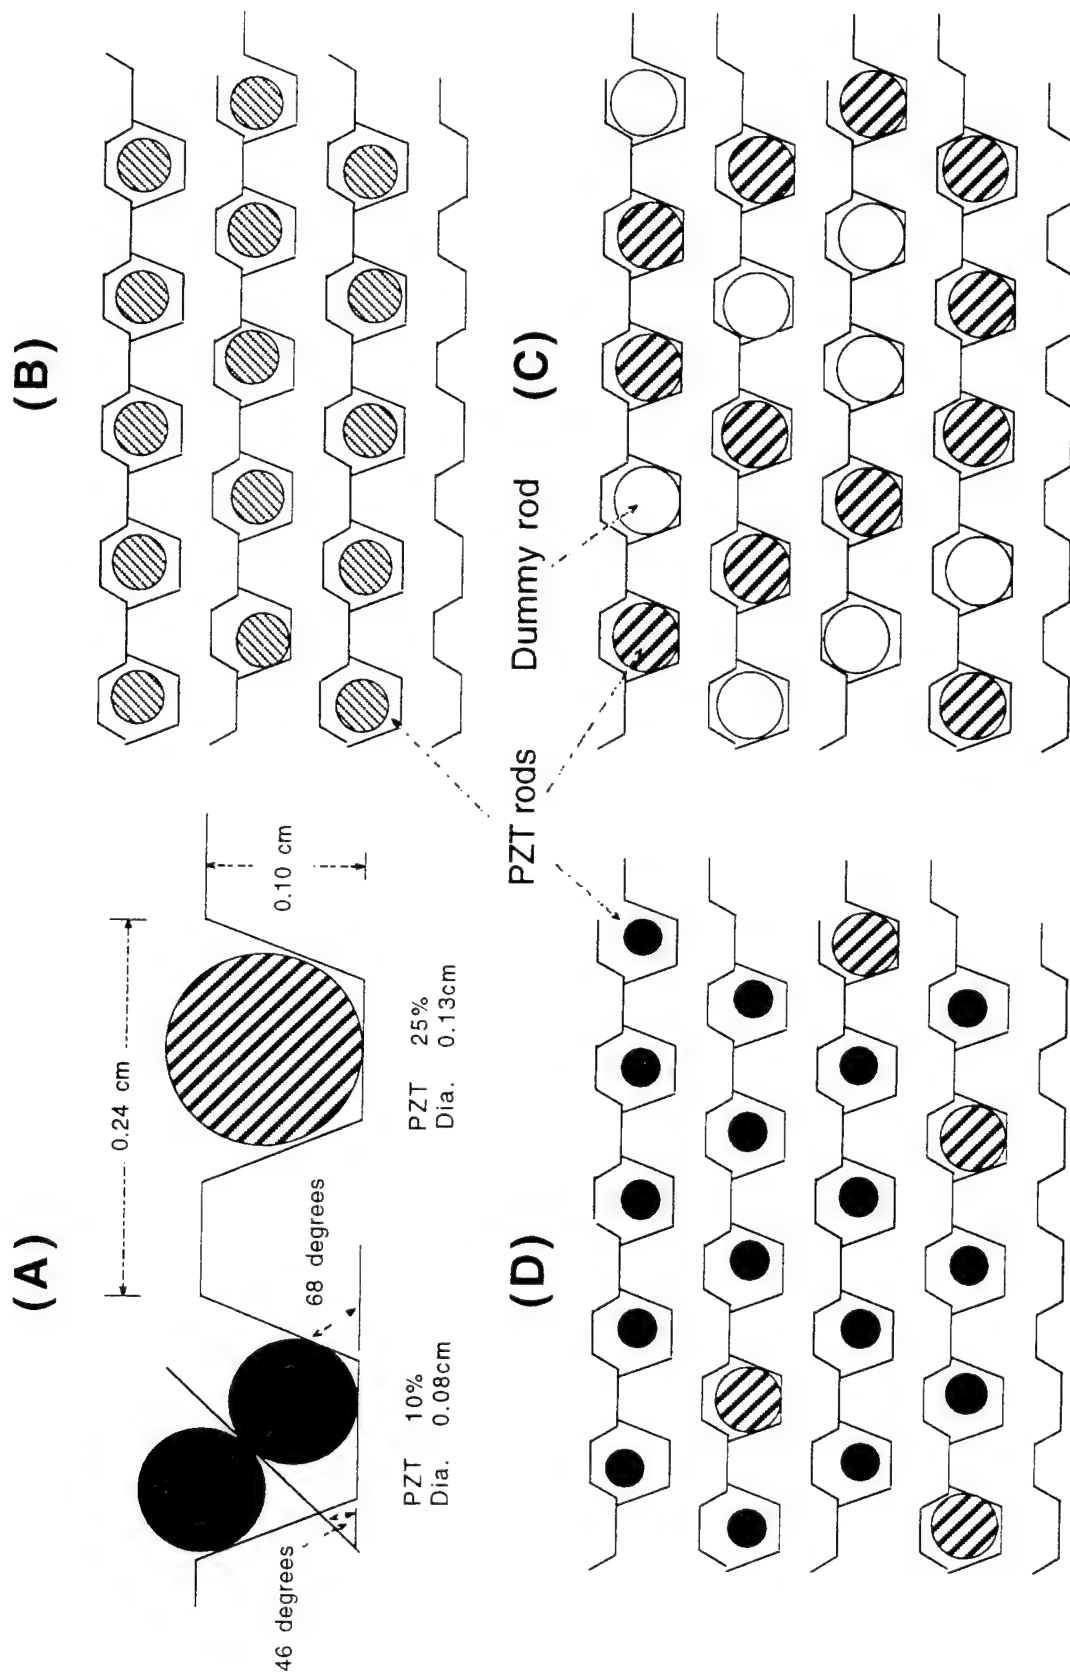 (A)
0.24 cm
0.10 cm
68 degrees
46 degrees
PZT 10%
Dia. 0.08cm
PZT 25%
Dia. 0.13cm
(B)
PZT rods
Dummy rod
(C)
(D)